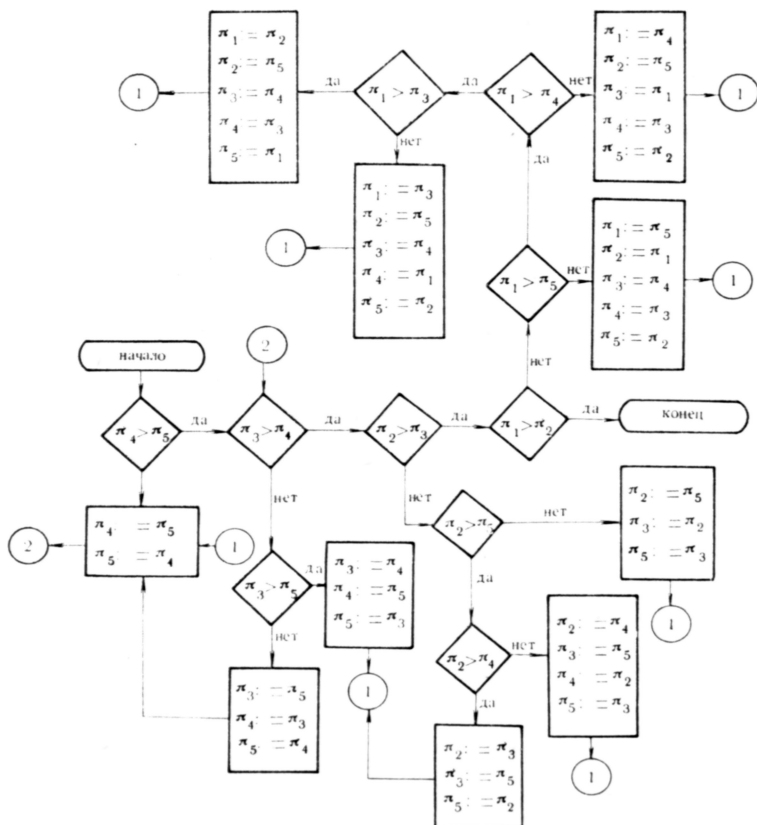 π₁ := π₂
π₂ := π₅
π₃ := π₄
π₄ := π₃
π₅ := π₁
1
да
π₁ > π₃
да
π₁ > π₄
нет
π₁ := π₄
π₂ := π₅
π₃ := π₁
π₄ := π₃
π₅ := π₂
1
нет
π₁ := π₃
π₂ := π₅
π₃ := π₄
π₄ := π₁
π₅ := π₂
1
да
π₁ > π₅
нет
π₁ := π₅
π₂ := π₁
π₃ := π₄
π₄ := π₃
π₅ := π₂
1
начало
2
нет
π₄ > π₅
да
π₃ > π₄
да
π₂ > π₃
да
π₁ > π₂
да
конец
π₄ := π₅
π₅ := π₄
2
1
нет
π₃ > π₅
да
π₃ := π₄
π₄ := π₅
π₅ := π₃
1
нет
π₃ := π₅
π₄ := π₃
π₅ := π₄
нет
π₂ >
нет
π₂ := π₅
π₃ := π₂
π₅ := π₃
1
да
π₂ > π₄
нет
π₂ := π₄
π₃ := π₅
π₄ := π₂
π₅ := π₃
1
да
π₂ := π₃
π₃ := π₅
π₅ := π₂